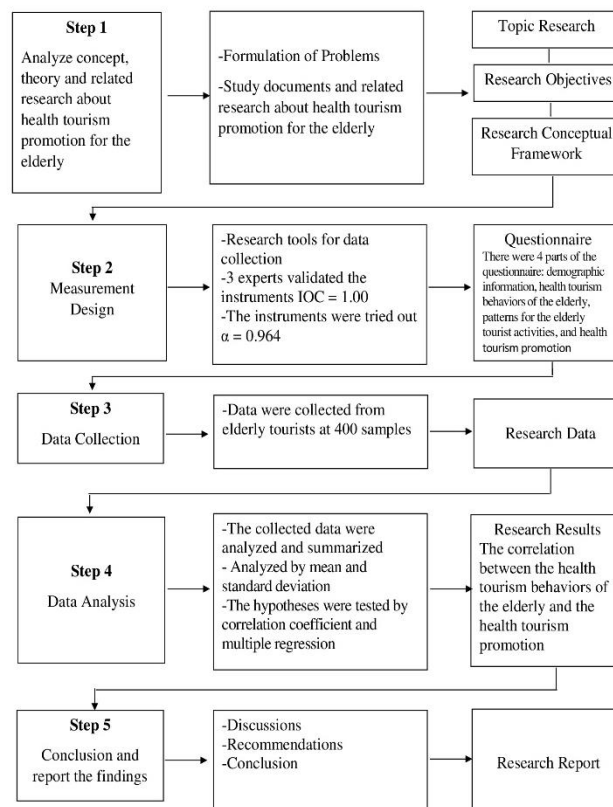 Step 1
Analyze concept,
theory and related
research about
health tourism
promotion for the
elderly
-Formulation of Problems
-Study documents and related
research about health tourism
promotion for the elderly
Topic Research
Research Objectives
Research Conceptual
Framework
Step 2
Measurement
Design
-Research tools for data
collection
-3 experts validated the
instruments IOC = 1.00
-The instruments were tried out
α = 0.964
Questionnaire
There were 4 parts of the
questionnaire: demographic
information, health tourism
behaviors of the elderly,
patterns for the elderly
tourist activities, and health
tourism promotion
Step 3
Data Collection
-Data were collected from
elderly tourists at 400 samples
Research Data
Step 4
Data Analysis
-The collected data were
analyzed and summarized
- Analyzed by mean and
standard deviation
-The hypotheses were tested by
correlation coefficient and
multiple regression
Research Results
The correlation
between the health
tourism behaviors of
the elderly and the
health tourism
promotion
Step 5
Conclusion and
report the findings
-Discussions
-Recommendations
-Conclusion
Research Report